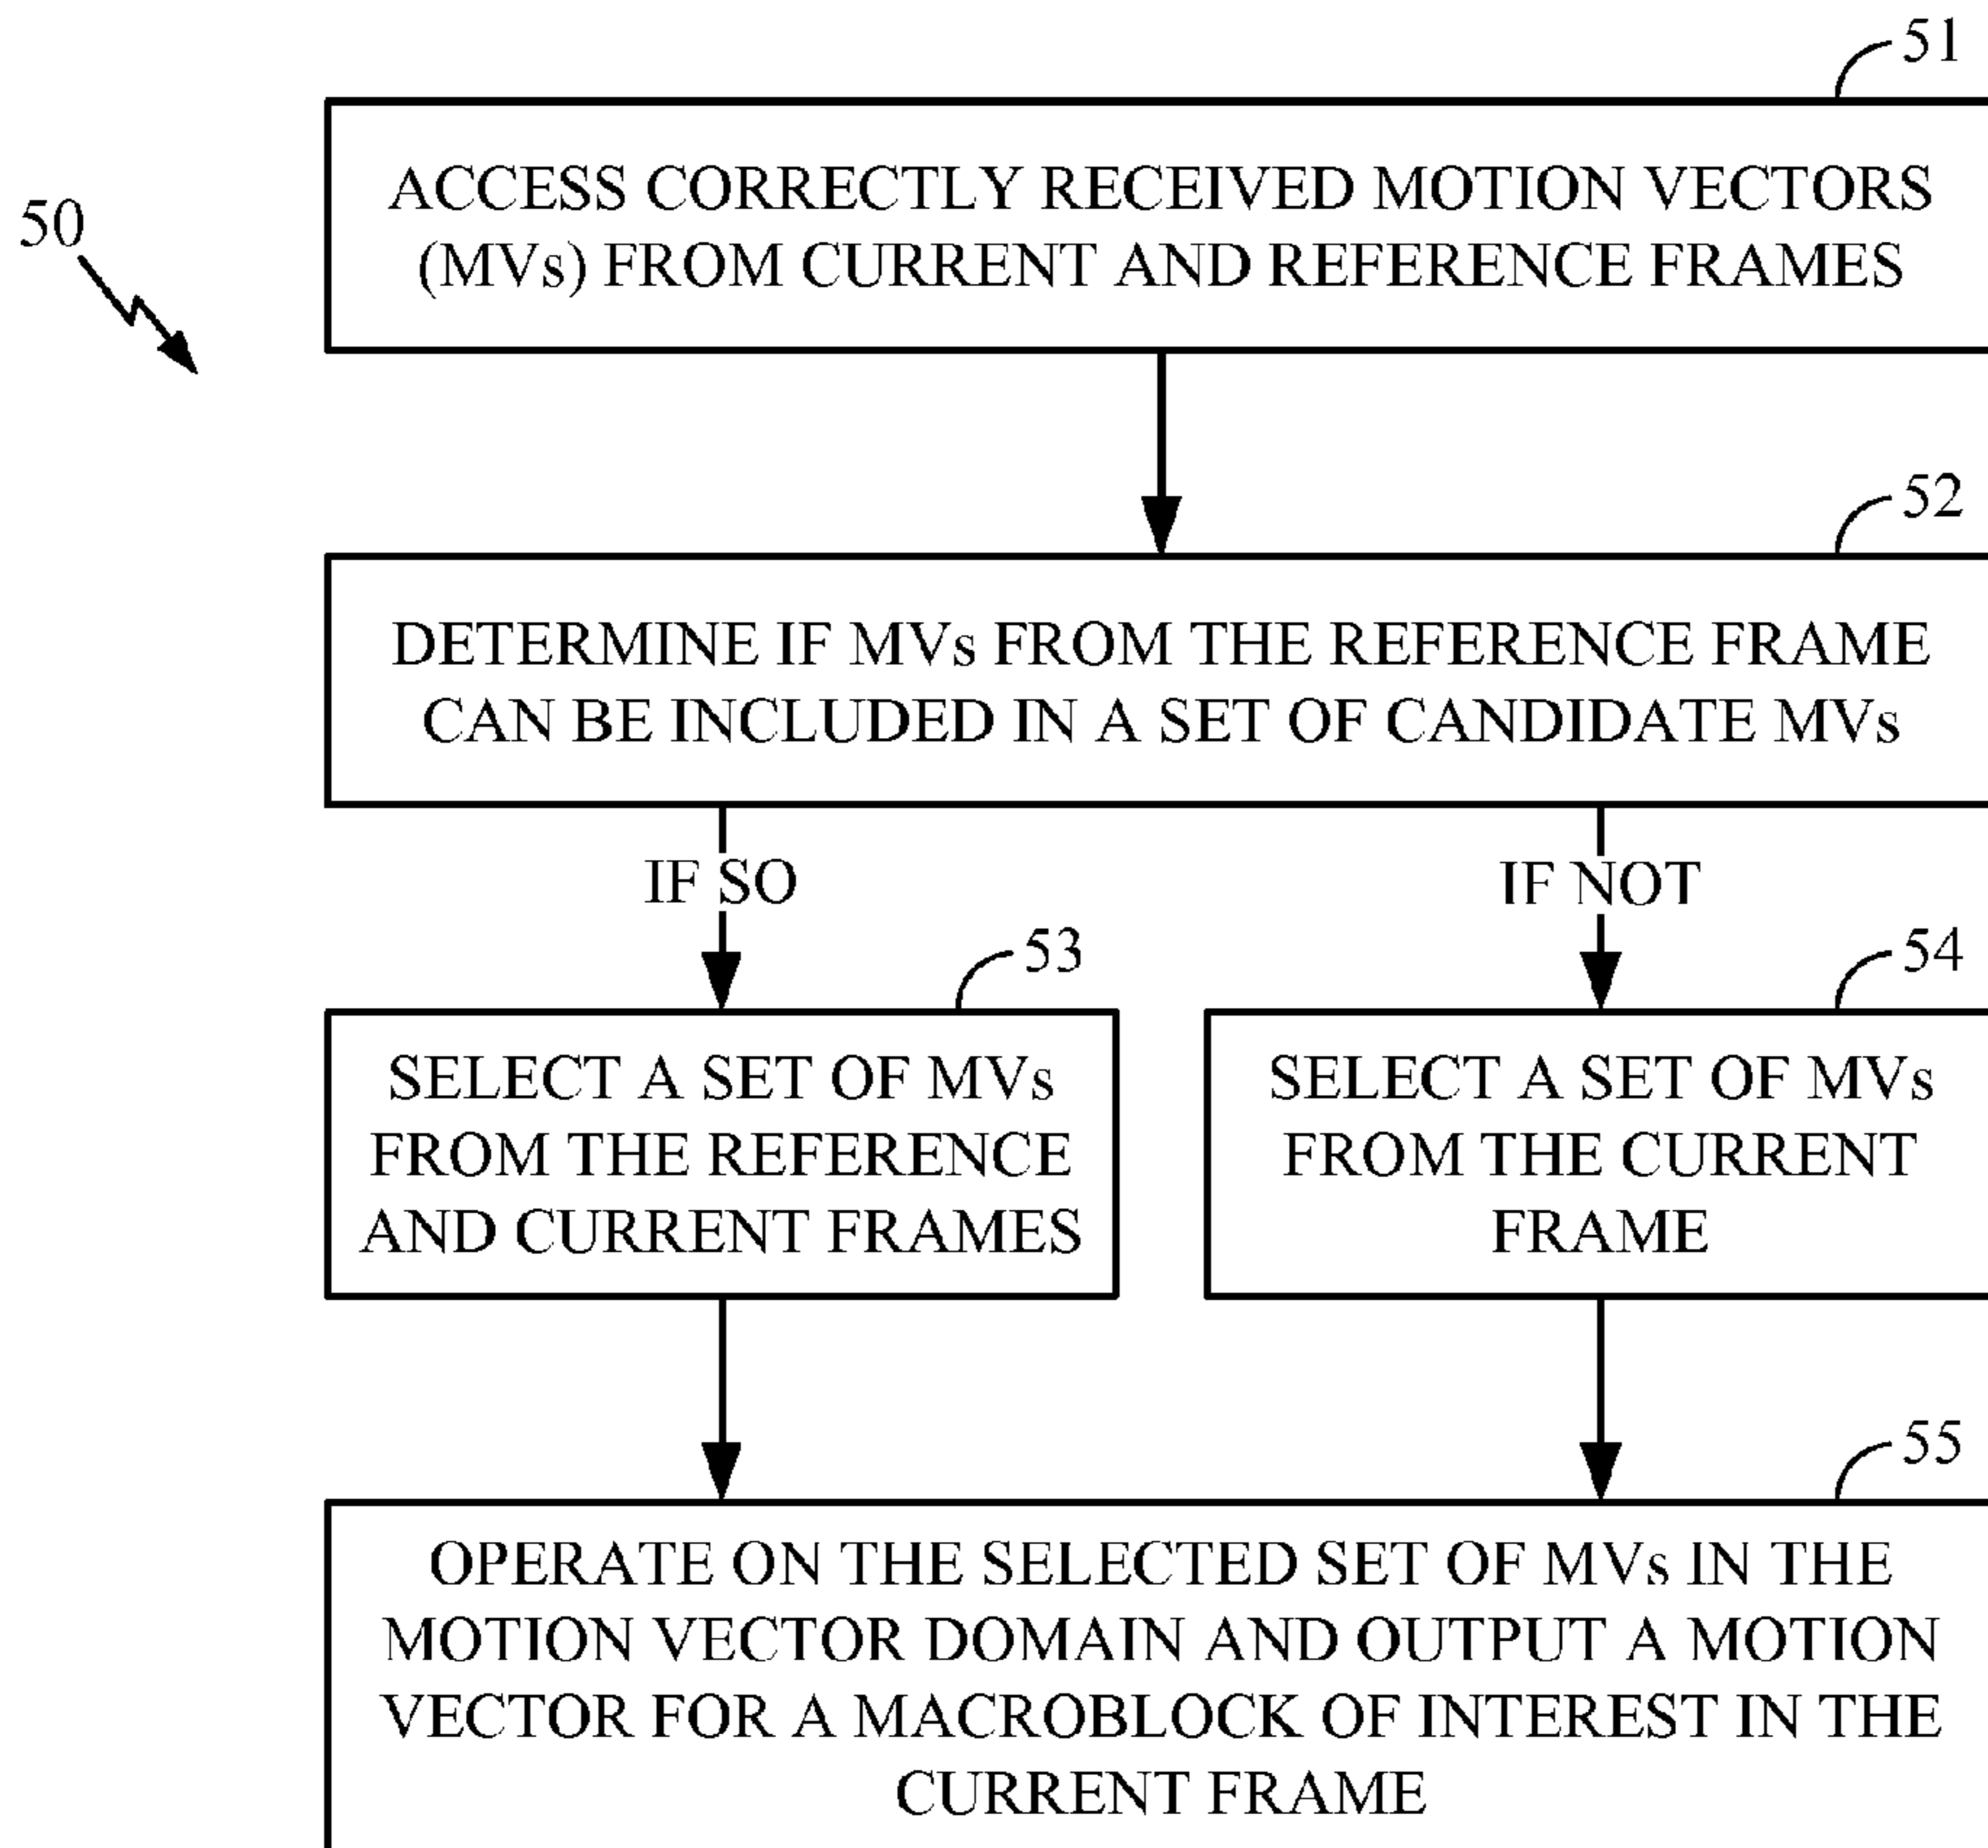 51
ACCESS CORRECTLY RECEIVED MOTION VECTORS
(MVs) FROM CURRENT AND REFERENCE FRAMES
50
52
DETERMINE IF MVs FROM THE REFERENCE FRAME
CAN BE INCLUDED IN A SET OF CANDIDATE MVs
IF SO
IF NOT
53
SELECT A SET OF MVs
FROM THE REFERENCE
AND CURRENT FRAMES
54
SELECT A SET OF MVs
FROM THE CURRENT
FRAME
55
OPERATE ON THE SELECTED SET OF MVs IN THE
MOTION VECTOR DOMAIN AND OUTPUT A MOTION
VECTOR FOR A MACROBLOCK OF INTEREST IN THE
CURRENT FRAME